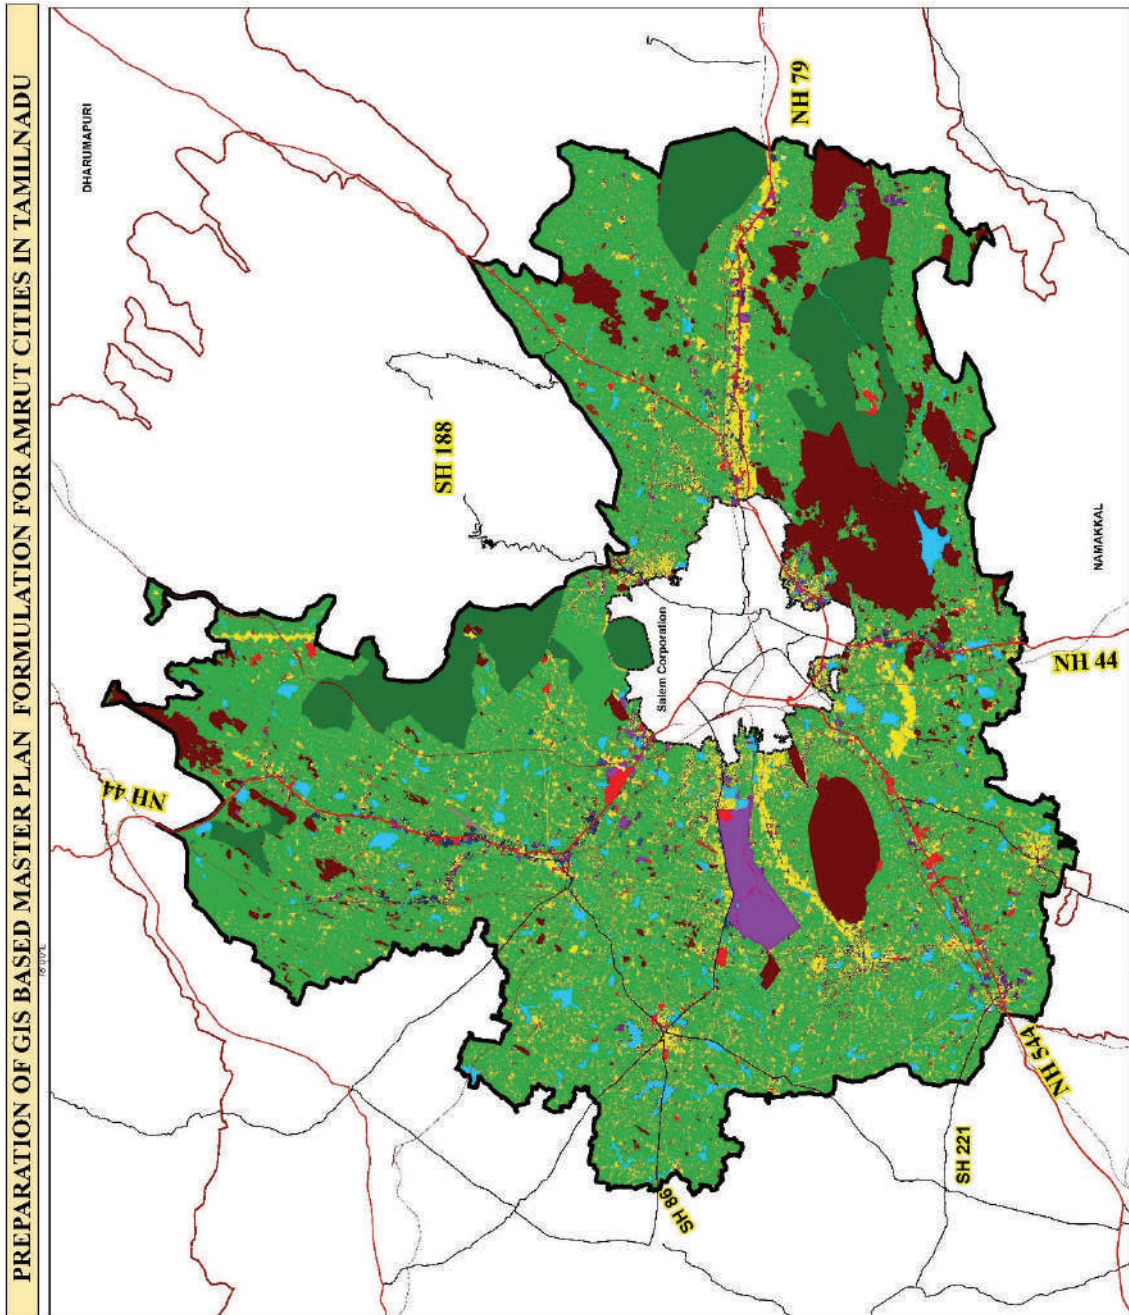 PREPARATION OF GIS BASED MASTER PLAN FORMULATION FOR AMRUT CITIES IN TAMILNADU
DHARUMAPURI
NH 79
SH 188
NH 44
Salem Corporation
NAMAKKAL
NH 44
SH 86
SH 221
NH 544